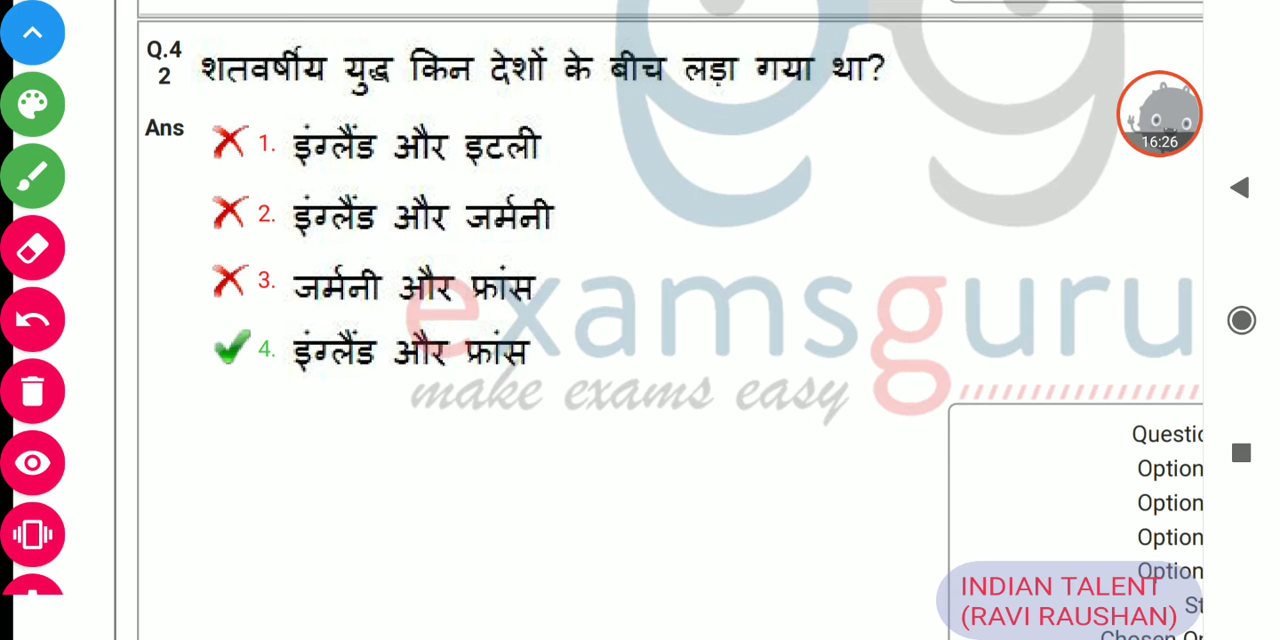 Q.4
2
शतवर्षीय युद्ध किन देशों के बीच लड़ा गया था?
Ans
1. इंग्लैंड और इटली
2. इंग्लैंड और जर्मनी
3. जर्मनी और फ्रांस
4. इंग्लैंड और फ्रांस
16:26
examsguru
make exams easy
Option
Option
Option
Option
INDIAN TALENT
(RAVI RAUSHAN)